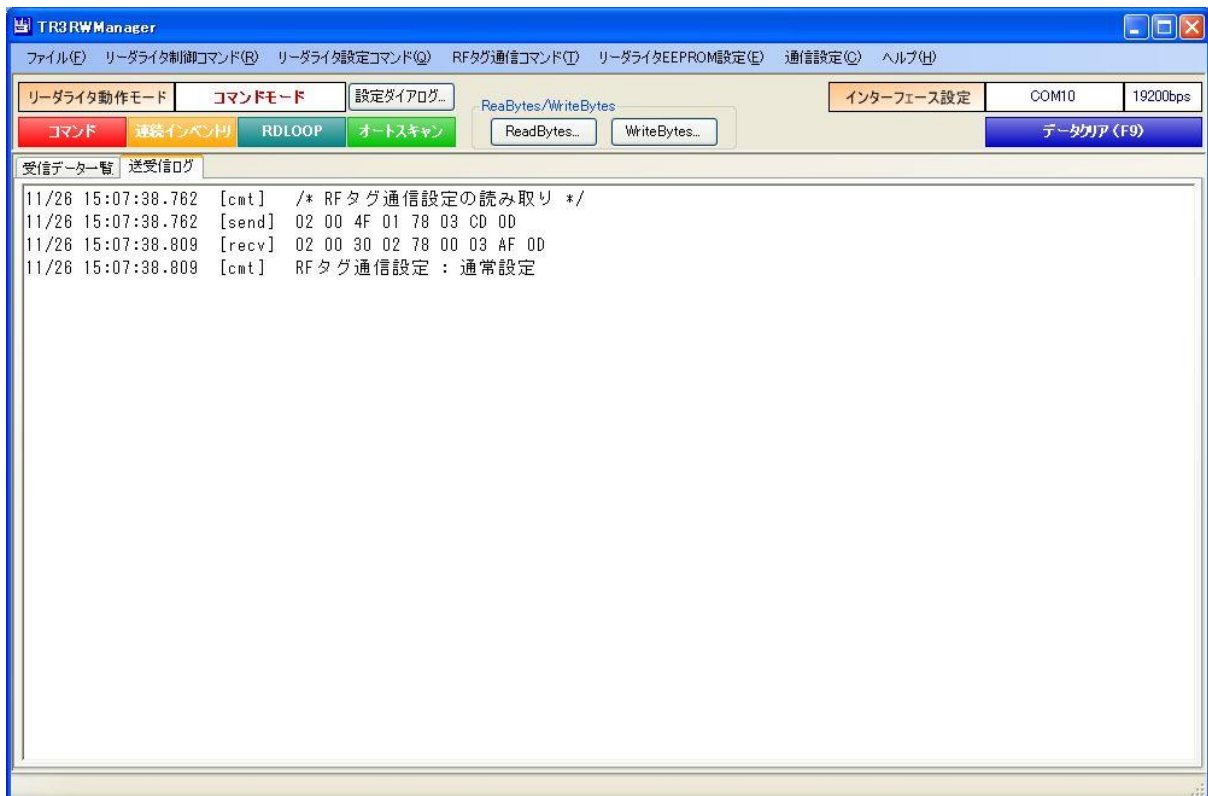 TR3RWManager
ファイル(F) リーダライタ制御コマンド(R) リーダライタ設定コマンド(Q) RFタグ通信コマンド(T) リーダライタEEPROM設定(E) 通信設定(C) ヘルプ(H)
リーダライタ動作モード コマンドモード 設定ダイアログ... ReaBytes/WriteBytes インターフェース設定 COM10 19200bps
コマンド 連続インベントリ RDLOOP オートスキャン ReadBytes... WriteBytes... データクリア(F9)
受信データ一覧 送受信ログ
11/26 15:07:38.762 [cmt] /* RFタグ通信設定の読み取り */
11/26 15:07:38.762 [send] 02 00 4F 01 78 03 CD 0D
11/26 15:07:38.809 [recv] 02 00 30 02 78 00 03 AF 0D
11/26 15:07:38.809 [cmt] RFタグ通信設定 : 通常設定